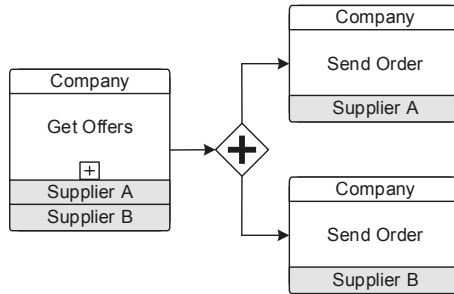 Company
Get Offers
Supplier A
Supplier B
Company
Send Order
Supplier A
Company
Send Order
Supplier B